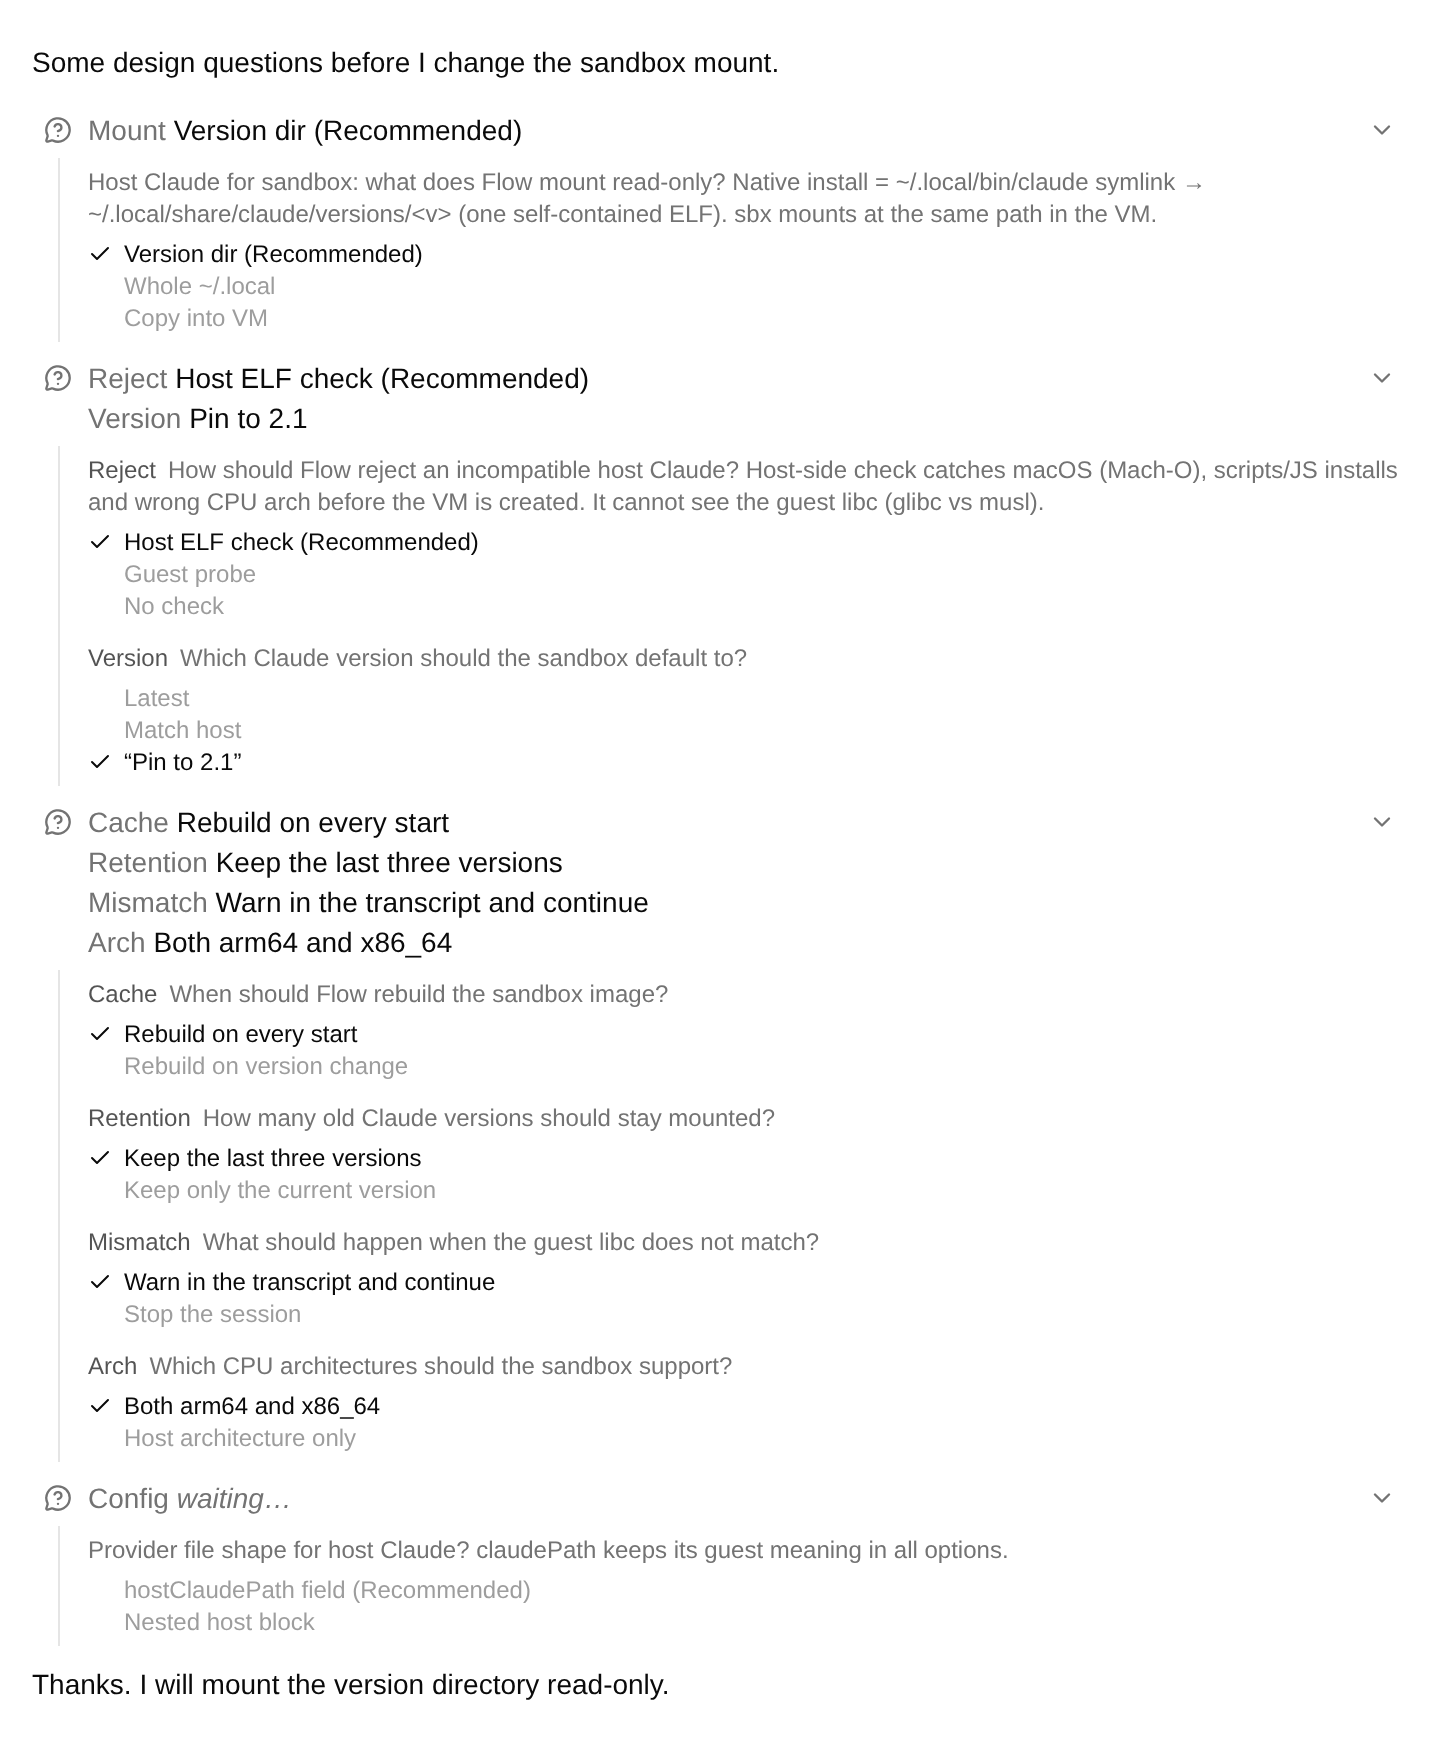 Some design questions before I change the sandbox mount.
Mount Version dir (Recommended)
Host Claude for sandbox: what does Flow mount read-only? Native install = ~/.local/bin/claude symlink →
~/.local/share/claude/versions/<v> (one self-contained ELF). sbx mounts at the same path in the VM.
Version dir (Recommended)
Whole ~/.local
Copy into VM
Reject Host ELF check (Recommended)
Version Pin to 2.1
Reject How should Flow reject an incompatible host Claude? Host-side check catches macOS (Mach-O), scripts/JS installs
and wrong CPU arch before the VM is created. It cannot see the guest libc (glibc vs musl).
Host ELF check (Recommended)
Guest probe
No check
Version Which Claude version should the sandbox default to?
Latest
Match host
“Pin to 2.1”
Cache Rebuild on every start
Retention Keep the last three versions
Mismatch Warn in the transcript and continue
Arch Both arm64 and x86_64
Cache When should Flow rebuild the sandbox image?
Rebuild on every start
Rebuild on version change
Retention How many old Claude versions should stay mounted?
Keep the last three versions
Keep only the current version
Mismatch What should happen when the guest libc does not match?
Warn in the transcript and continue
Stop the session
Arch Which CPU architectures should the sandbox support?
Both arm64 and x86_64
Host architecture only
Config waiting…
Provider file shape for host Claude? claudePath keeps its guest meaning in all options.
hostClaudePath field (Recommended)
Nested host block
Thanks. I will mount the version directory read-only.